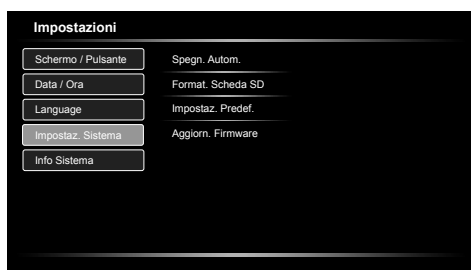 Impostazioni
Schermo / Pulsante
Data / Ora
Language
Impostaz. Sistema
Info Sistema
Spegn. Autom.
Format. Scheda SD
Impostaz. Predef.
Aggiorn. Firmware